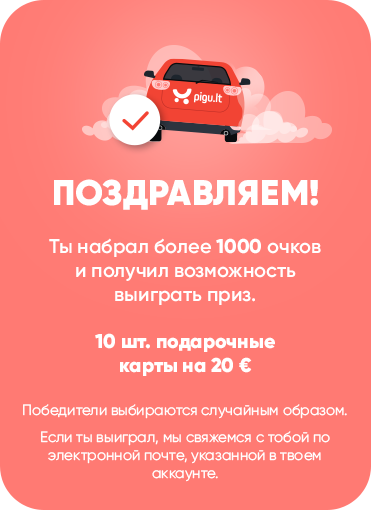 pigu.lt
ПОЗДРАВЛЯЕМ!
Ты набрал более 1000 очков
и получил возможность
выиграть приз.
10 шт. подарочные
карты на 20 €
Победители выбираются случайным образом.
Если ты выиграл, мы свяжемся с тобой по
электронной почте, указанной в твоем
аккаунте.